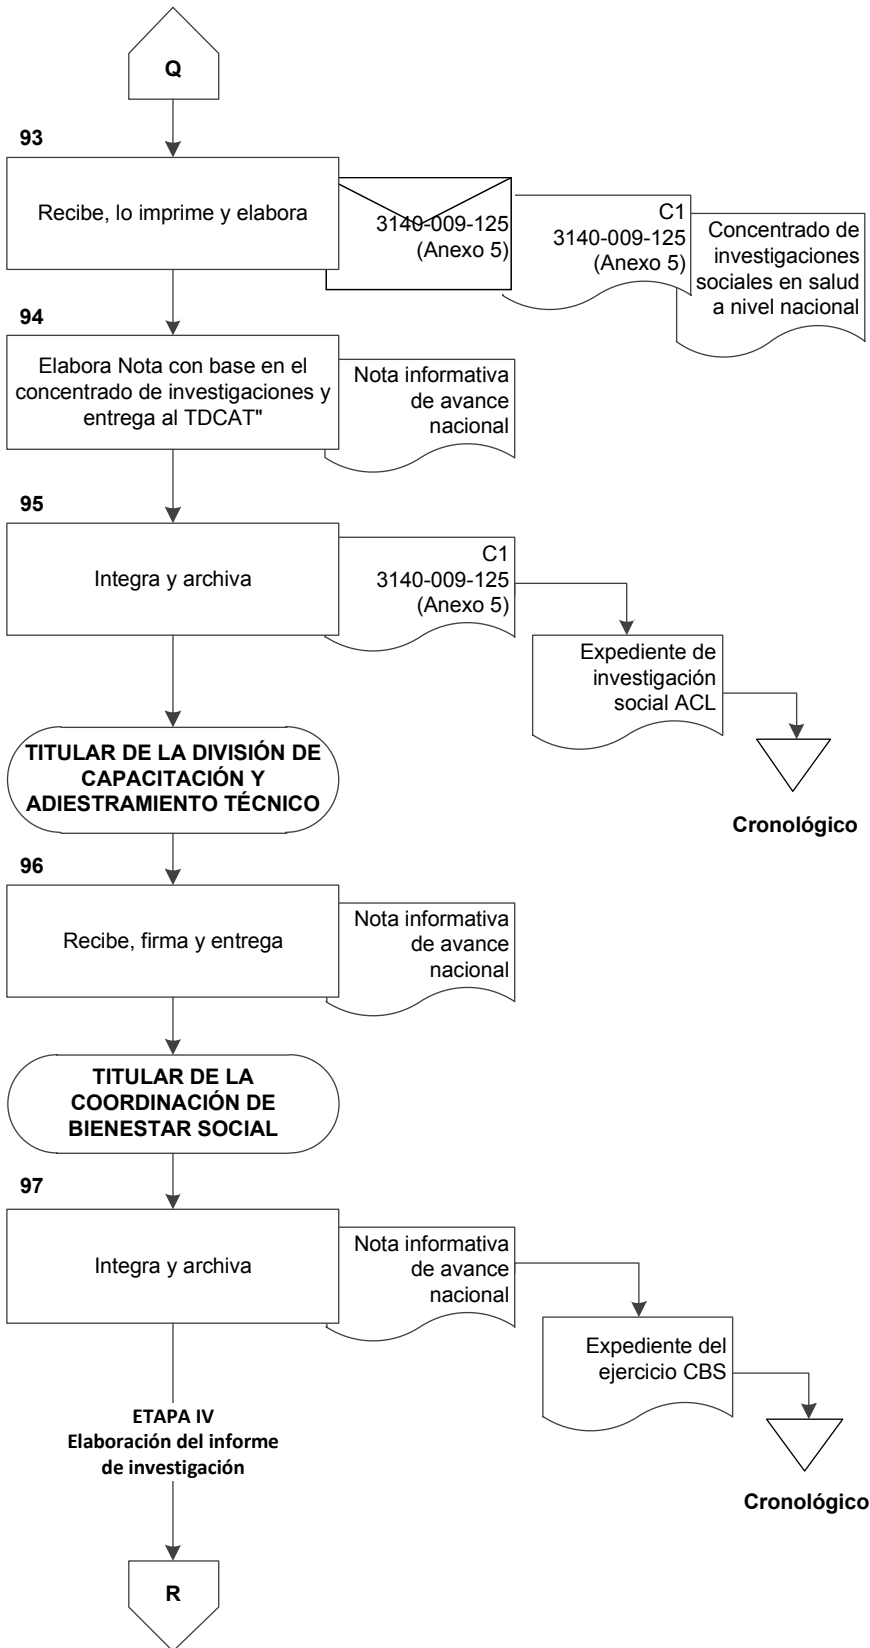 Q
93
Recibe, lo imprime y elabora
3140-009-125
(Anexo 5)
C1
3140-009-125
(Anexo 5)
Concentrado de
investigaciones
sociales en salud
a nivel nacional
94
Elabora Nota con base en el
concentrado de investigaciones y
entrega al TDCAT"
Nota informativa
de avance
nacional
95
Integra y archiva
C1
3140-009-125
(Anexo 5)
Expediente de
investigación
social ACL
Cronológico
TITULAR DE LA DIVISIÓN DE
CAPACITACIÓN Y
ADIESTRAMIENTO TÉCNICO
96
Recibe, firma y entrega
Nota informativa
de avance
nacional
TITULAR DE LA
COORDINACIÓN DE
BIENESTAR SOCIAL
97
Integra y archiva
Nota informativa
de avance
nacional
Expediente del
ejercicio CBS
Cronológico
ETAPA IV
Elaboración del informe
de investigación
R